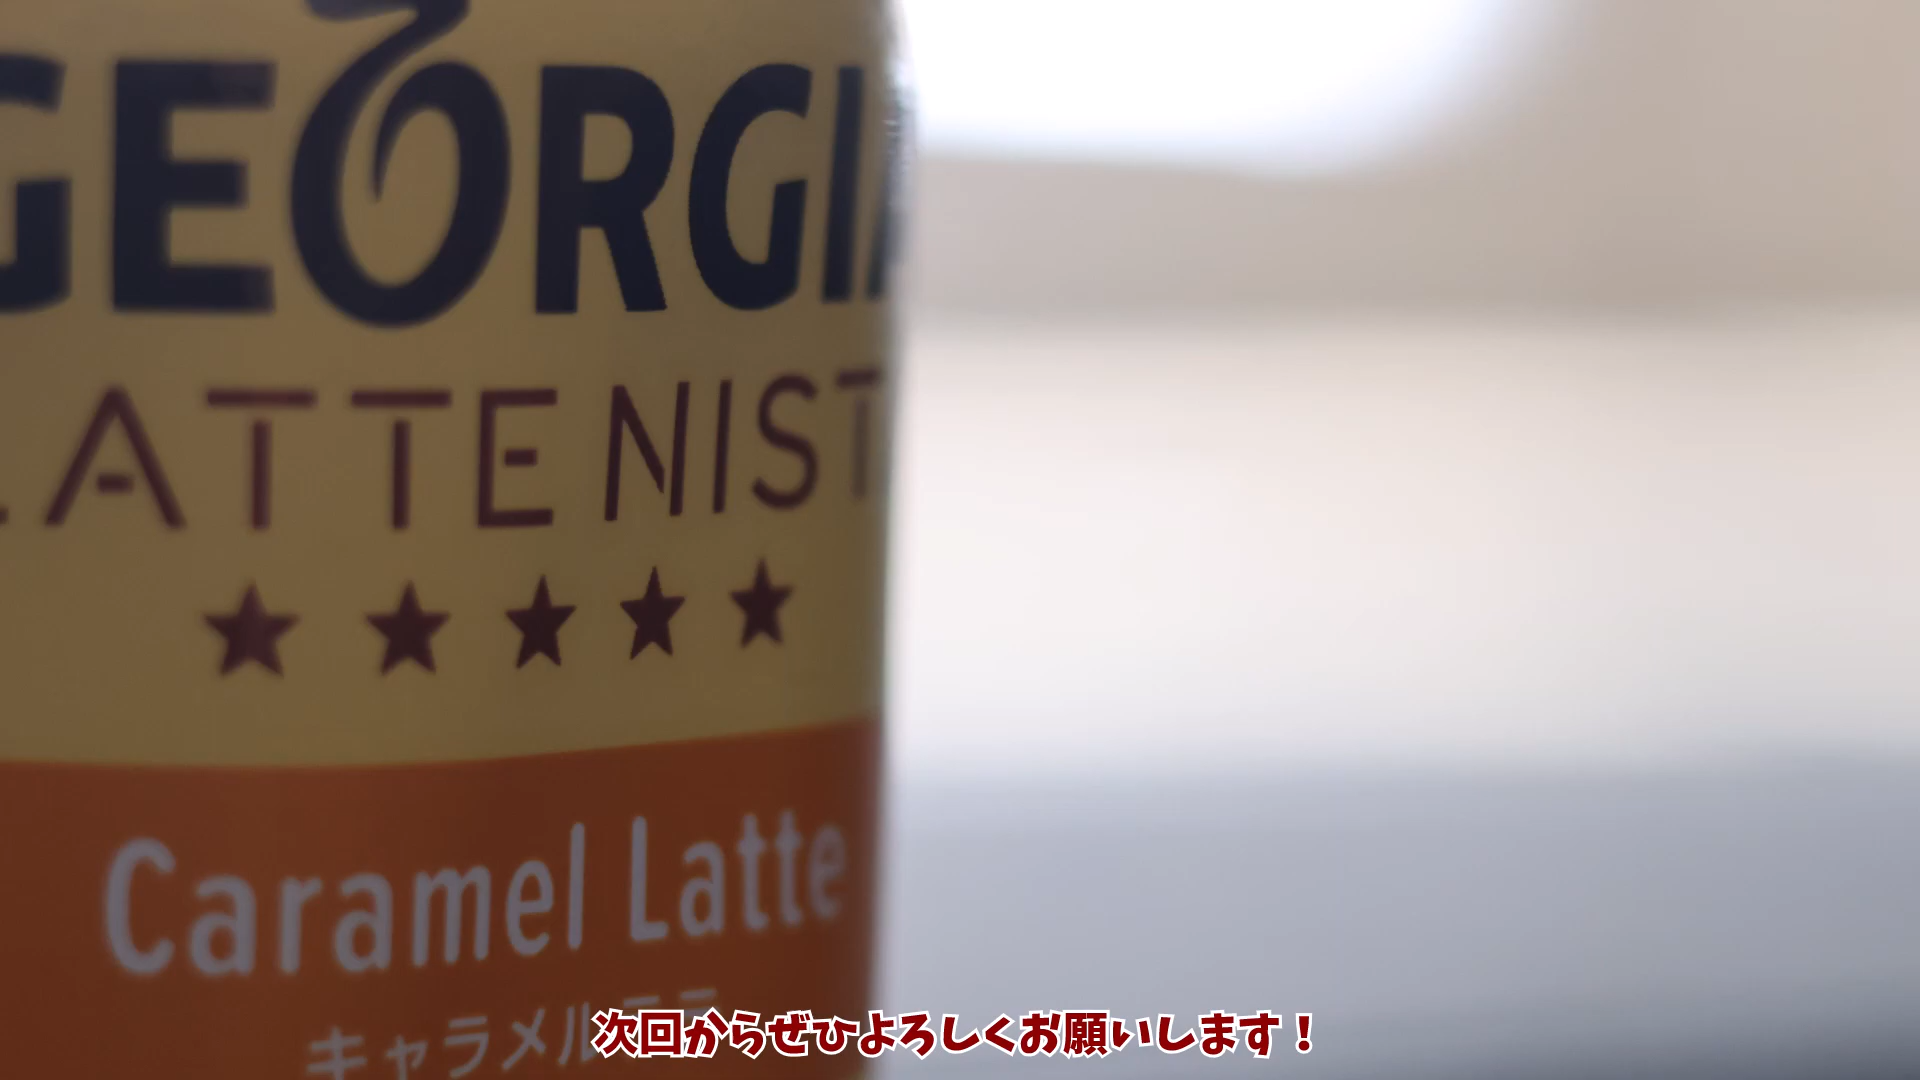 GEORGI
LATTENIST
★★★★★
Caramel Latte
キャラメルラテ
次回からぜひよろしくお願いします！